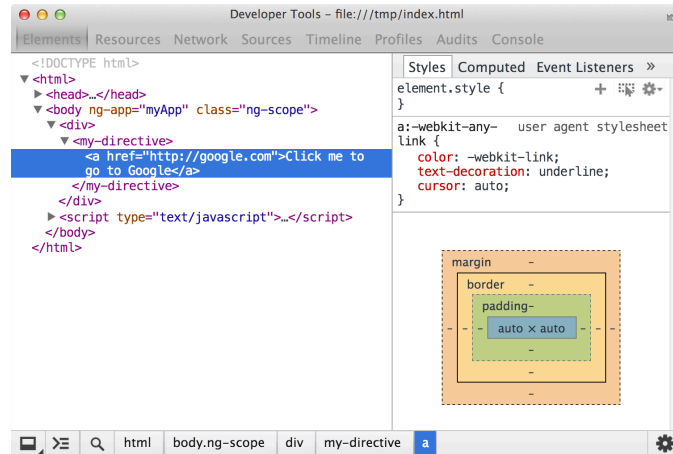 Developer Tools - file:///tmp/index.html
Elements Resources Network Sources Timeline Profiles Audits Console
<!DOCTYPE html>
▼<html>
▶<head>…</head>
▼<body ng-app="myApp" class="ng-scope">
▼<div>
▼<my-directive>
<a href="http://google.com">Click me to
go to Google</a>
</my-directive>
</div>
▶<script type="text/javascript">…</script>
</body>
</html>
Styles Computed Event Listeners »
element.style {
}
a:-webkit-any- user agent stylesheet
link {
color: -webkit-link;
text-decoration: underline;
cursor: auto;
}
margin -
border -
padding-
- - - auto × auto - - -
-
-
-
html body.ng-scope div my-directive a